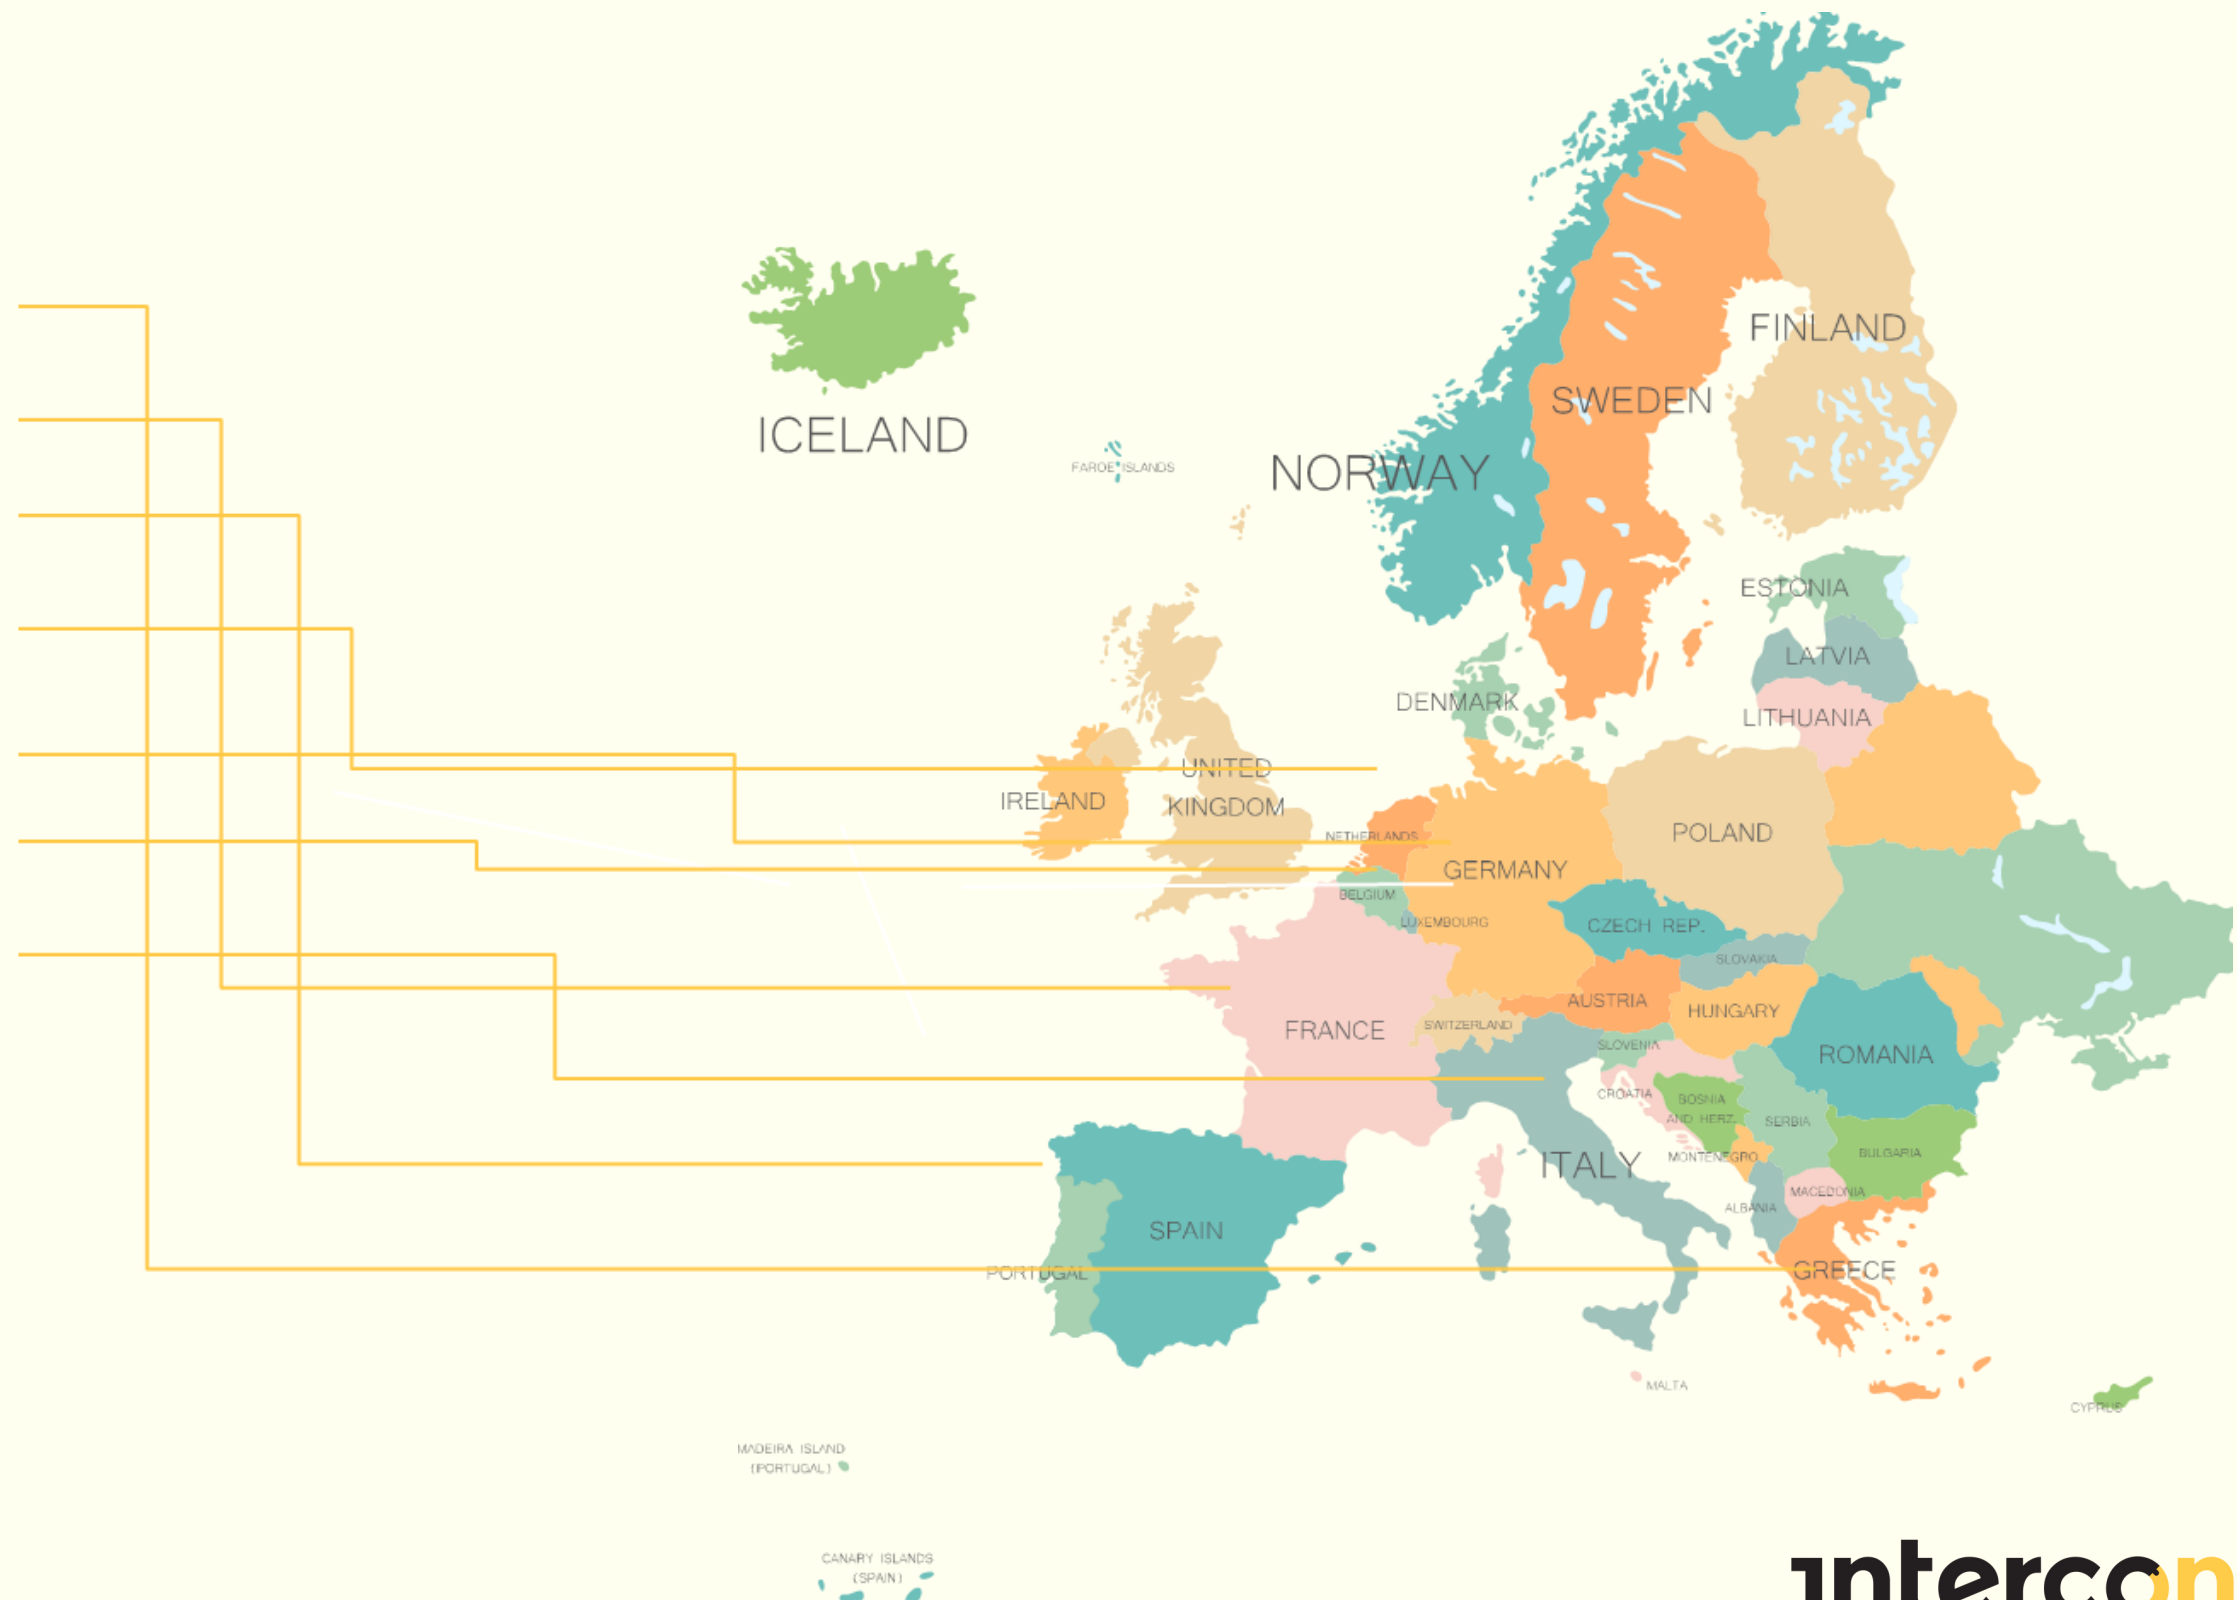 FINLAND
SWEDEN
ICELAND
FAROE ISLANDS
NORWAY
ESTONIA
LATVIA
DENMARK
LITHUANIA
UNITED
KINGDOM
IRELAND
NETHERLANDS
POLAND
GERMANY
BELGIUM
LUXEMBOURG
CZECH REP.
SLOVAKIA
AUSTRIA
HUNGARY
FRANCE
SWITZERLAND
SLOVENIA
ROMANIA
CROATIA
BOSNIA
AND HERZ.
SERBIA
MONTENEGRO
BULGARIA
ITALY
MACEDONIA
ALBANIA
SPAIN
PORTUGAL
GREECE
MALTA
CYPRUS
MADEIRA ISLAND
(PORTUGAL)
CANARY ISLANDS
(SPAIN)
intercon